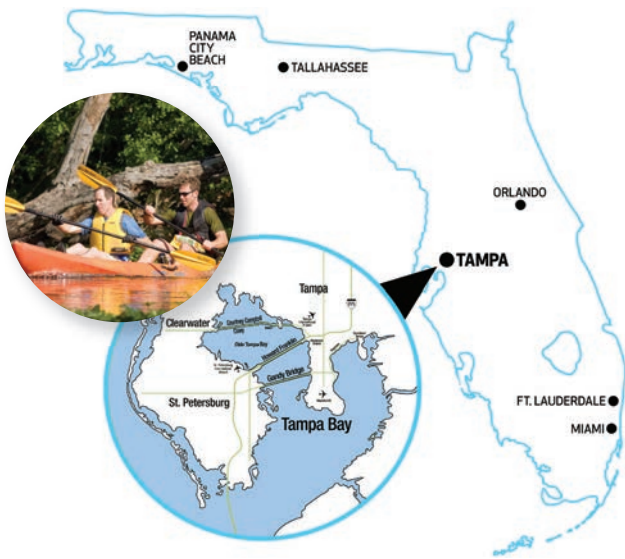 PANAMA
CITY
BEACH
TALLAHASSEE
ORLANDO
TAMPA
Tampa
Clearwater
Old Tampa Bay
Howard Frankland
Gandy Bridge
St. Petersburg
Tampa Bay
FT. LAUDERDALE
MIAMI